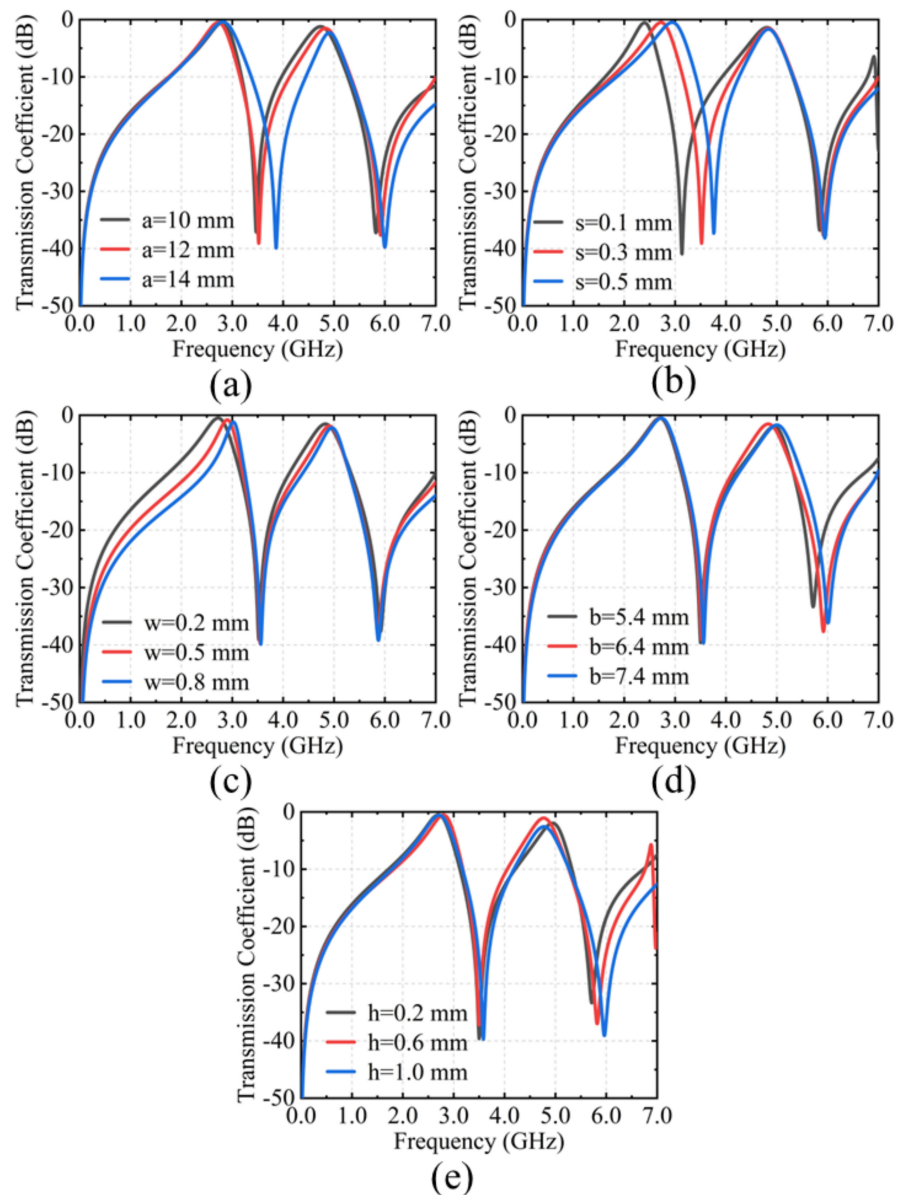 Transmission Coefficient (dB)
0
-10
-20
-30
-40
-50
a=10 mm
a=12 mm
a=14 mm
0.0 1.0 2.0 3.0 4.0 5.0 6.0 7.0
Frequency (GHz)
(a)
Transmission Coefficient (dB)
0
-10
-20
-30
-40
-50
s=0.1 mm
s=0.3 mm
s=0.5 mm
0.0 1.0 2.0 3.0 4.0 5.0 6.0 7.0
Frequency (GHz)
(b)
Transmission Coefficient (dB)
0
-10
-20
-30
-40
-50
w=0.2 mm
w=0.5 mm
w=0.8 mm
0.0 1.0 2.0 3.0 4.0 5.0 6.0 7.0
Frequency (GHz)
(c)
Transmission Coefficient (dB)
0
-10
-20
-30
-40
-50
b=5.4 mm
b=6.4 mm
b=7.4 mm
0.0 1.0 2.0 3.0 4.0 5.0 6.0 7.0
Frequency (GHz)
(d)
Transmission Coefficient (dB)
0
-10
-20
-30
-40
-50
h=0.2 mm
h=0.6 mm
h=1.0 mm
0.0 1.0 2.0 3.0 4.0 5.0 6.0 7.0
Frequency (GHz)
(e)